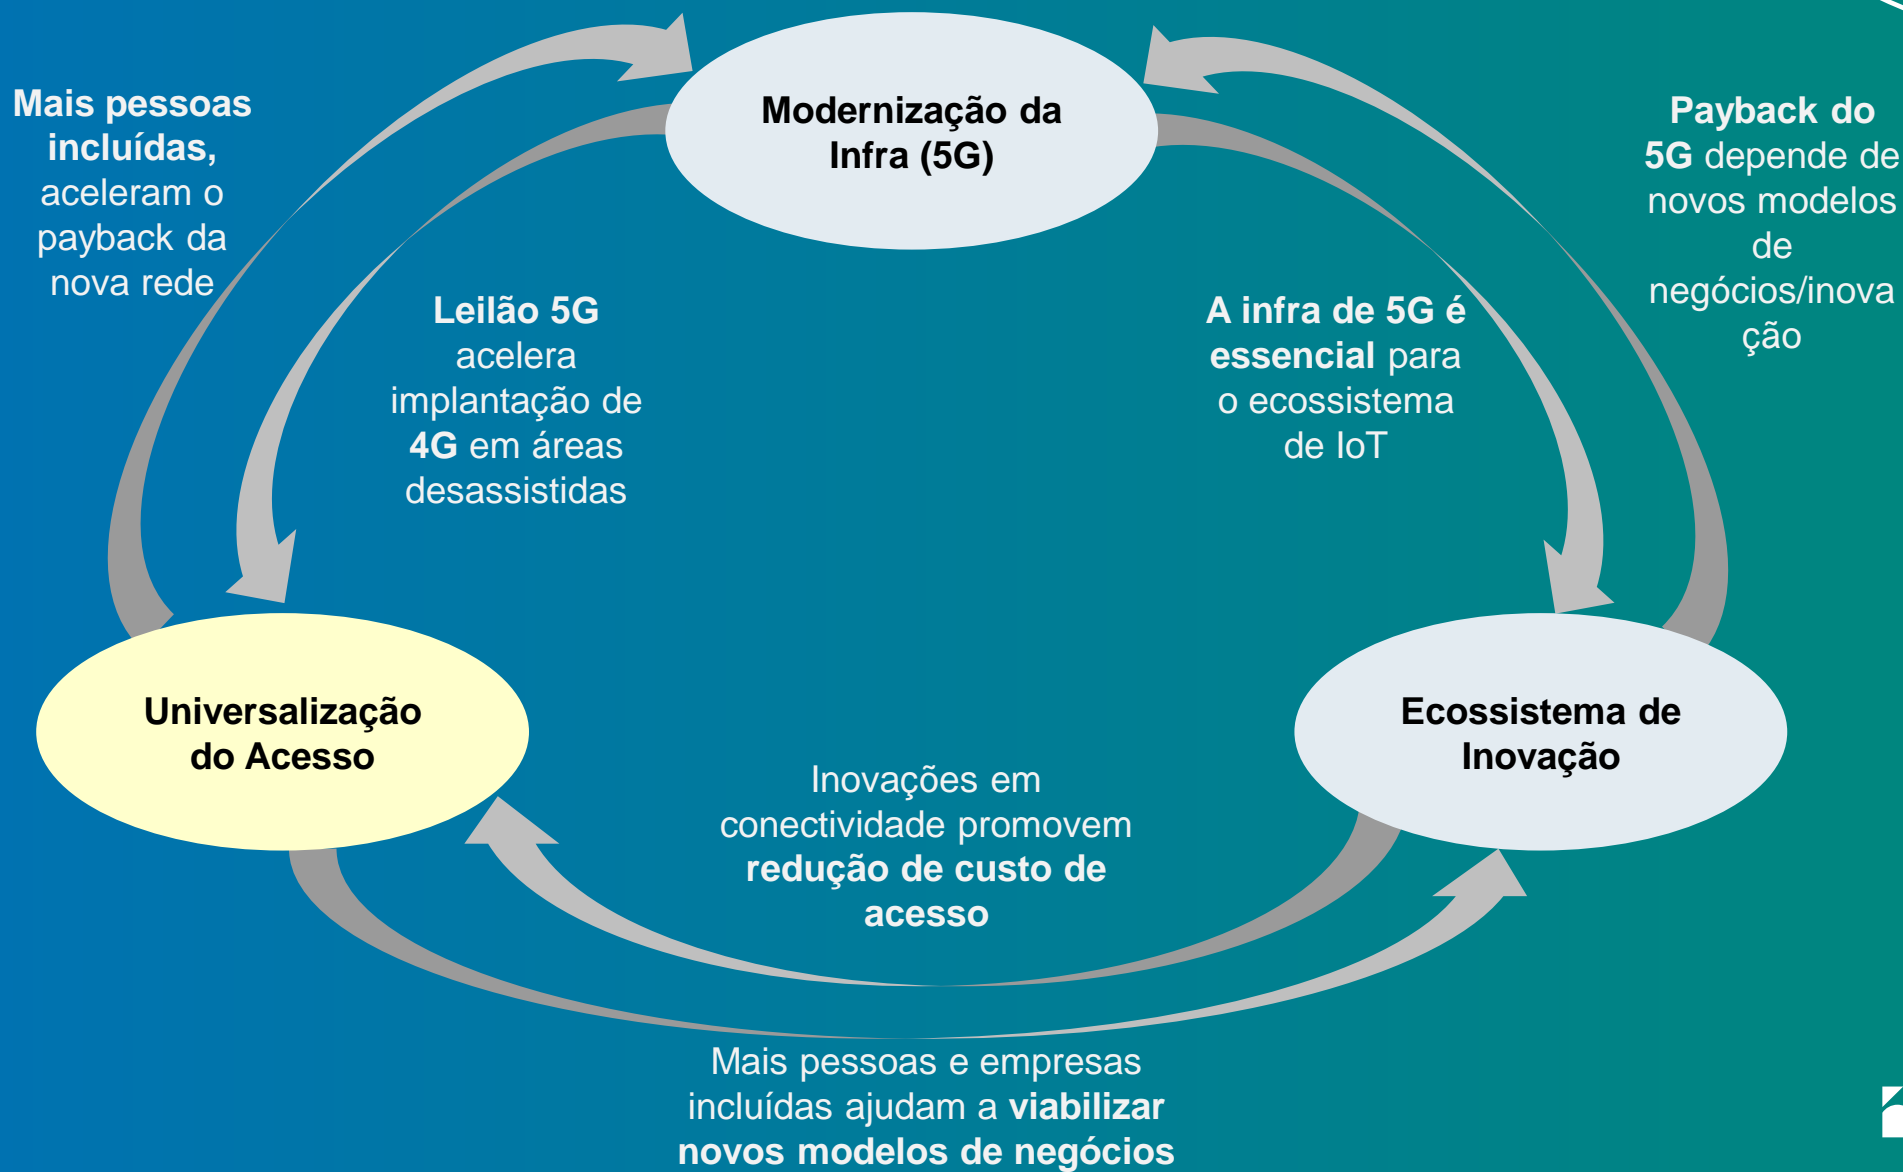 Modernização da
Infra (5G)
Mais pessoas
incluídas,
aceleram o
payback da
nova rede
Payback do
5G depende de
novos modelos
de
negócios/inova
ção
Leilão 5G
acelera
implantação de
4G em áreas
desassistidas
A infra de 5G é
essencial para
o ecossistema
de IoT
Universalização
do Acesso
Ecossistema de
Inovação
Inovações em
conectividade promovem
redução de custo de
acesso
Mais pessoas e empresas
incluídas ajudam a viabilizar
novos modelos de negócios